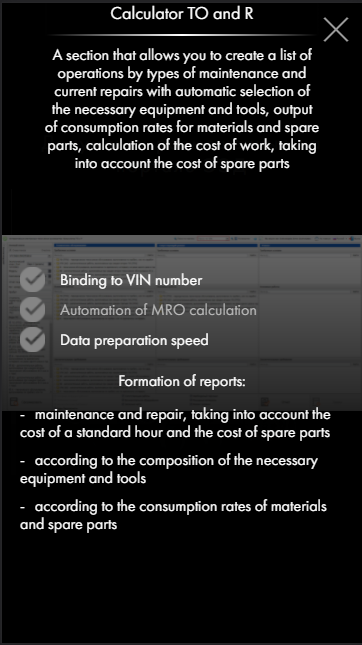 Calculator TO and R
A section that allows you to create a list of
operations by types of maintenance and
current repairs with automatic selection of
the necessary equipment and tools, output
of consumption rates for materials and spare
parts, calculation of the cost of work, taking
into account the cost of spare parts
Binding to VIN number
Automation of MRO calculation
Data preparation speed
Formation of reports:
- maintenance and repair, taking into account the
cost of a standard hour and the cost of spare parts
- according to the composition of the necessary
equipment and tools
- according to the consumption rates of materials
and spare parts